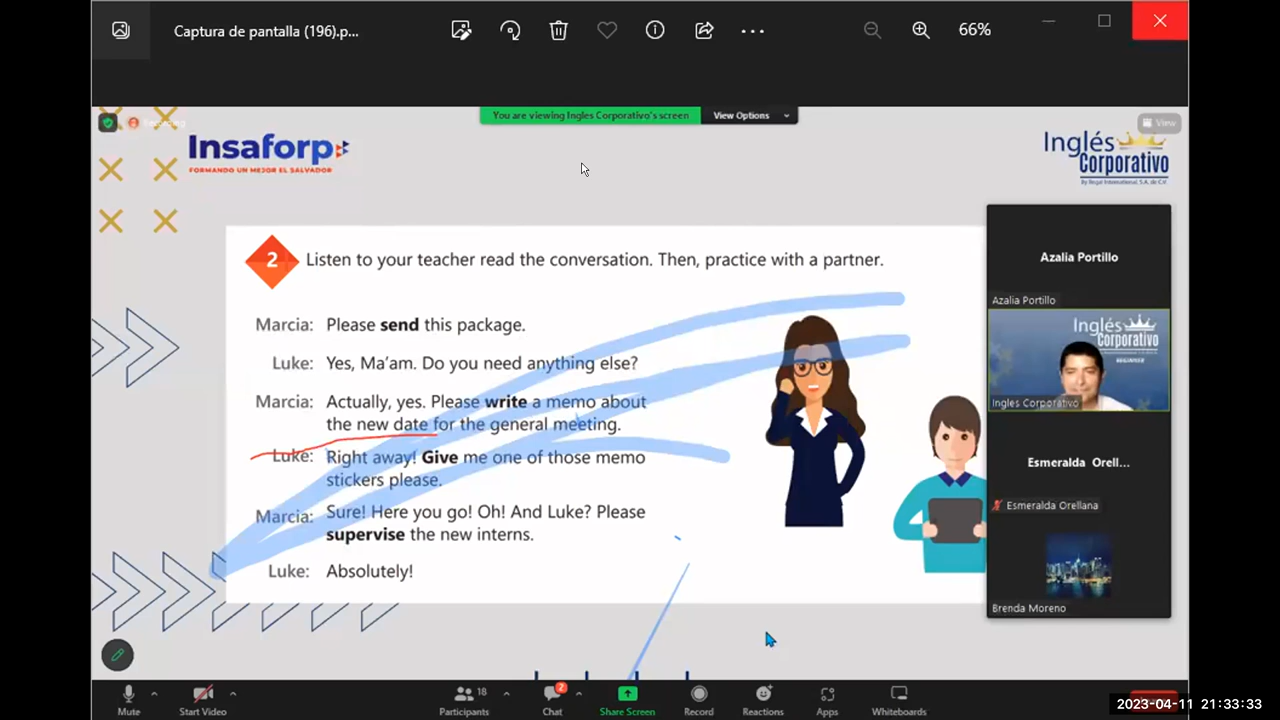 Captura de pantalla (196).p...
66%
You are viewing Ingles Corporativo's screen
View Options
View
Insaforp
FORMANDO UN MEJOR EL SALVADOR
Inglés
Corporativo
2
Listen to your teacher read the conversation. Then, practice with a partner.
Marcia: Please send this package.
Luke: Yes, Ma'am. Do you need anything else?
Marcia: Actually, yes. Please write a memo about
the new date for the general meeting.
Luke: Right away! Give me one of those memo
stickers please.
Marcia: Sure! Here you go! Oh! And Luke? Please
supervise the new interns.
Luke: Absolutely!
Azalia Portillo
Azalia Portillo
Inglés
Corporativo
BEGINNER
Ingles Corporativo
Esmeralda Orell...
Esmeralda Orellana
Brenda Moreno
Mute
Start Video
Participants
18
Chat
Share Screen
Record
Reactions
Apps
Whiteboards
2023-04-11 21:33:33